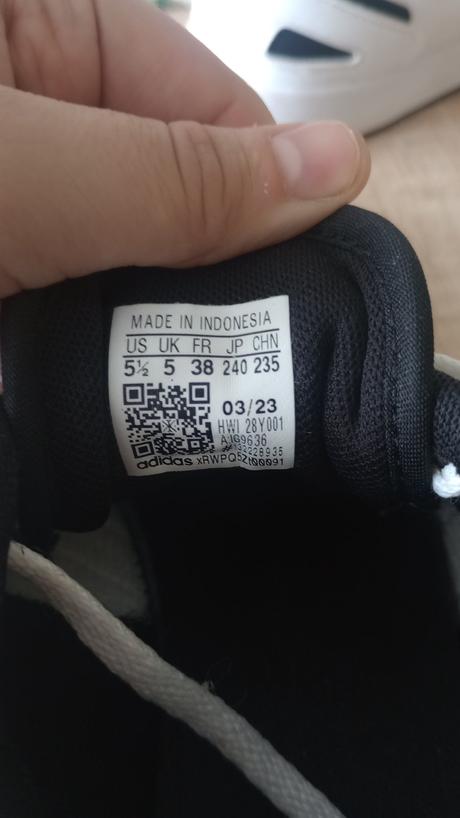 MADE IN INDONESIA
US UK FR JP CHN
5½ 5 38 240 235
03/23
HWI 28Y001
adidas